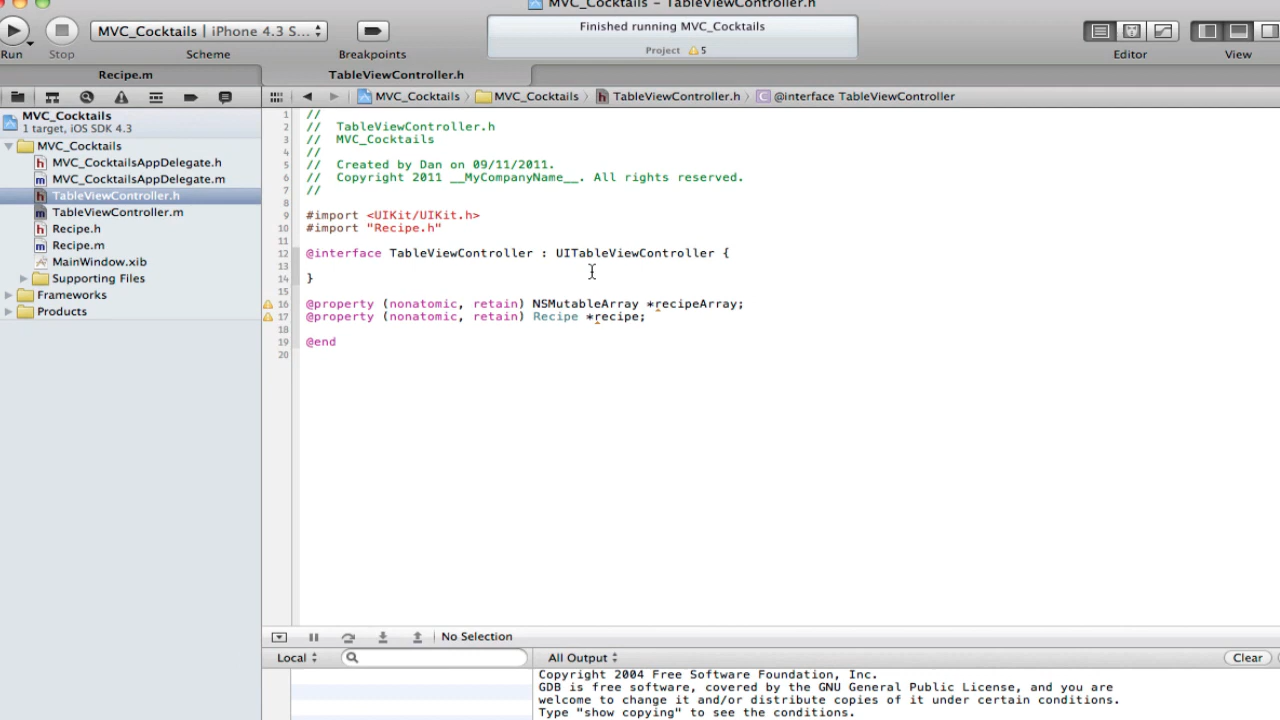 MVC_Cocktails - TableViewController.h
MVC_Cocktails | iPhone 4.3 S...
Finished running MVC_Cocktails
Project 5
Run Stop Scheme Breakpoints Editor View
Recipe.m TableViewController.h
MVC_Cocktails MVC_Cocktails TableViewController.h @interface TableViewController
MVC_Cocktails
1 target, iOS SDK 4.3
MVC_Cocktails
MVC_CocktailsAppDelegate.h
MVC_CocktailsAppDelegate.m
TableViewController.h
TableViewController.m
Recipe.h
Recipe.m
MainWindow.xib
Supporting Files
Frameworks
Products
1 //
2 // TableViewController.h
3 // MVC_Cocktails
4 //
5 // Created by Dan on 09/11/2011.
6 // Copyright 2011 __MyCompanyName__. All rights reserved.
7 //
8
9 #import <UIKit/UIKit.h>
10 #import "Recipe.h"
11
12 @interface TableViewController : UITableViewController {
13
14 }
15
16 @property (nonatomic, retain) NSMutableArray *recipeArray;
17 @property (nonatomic, retain) Recipe *recipe;
18
19 @end
20
No Selection
Local All Output Clear
Copyright 2004 Free Software Foundation, Inc.
GDB is free software, covered by the GNU General Public License, and you are
welcome to change it and/or distribute copies of it under certain conditions.
Type "show copying" to see the conditions.